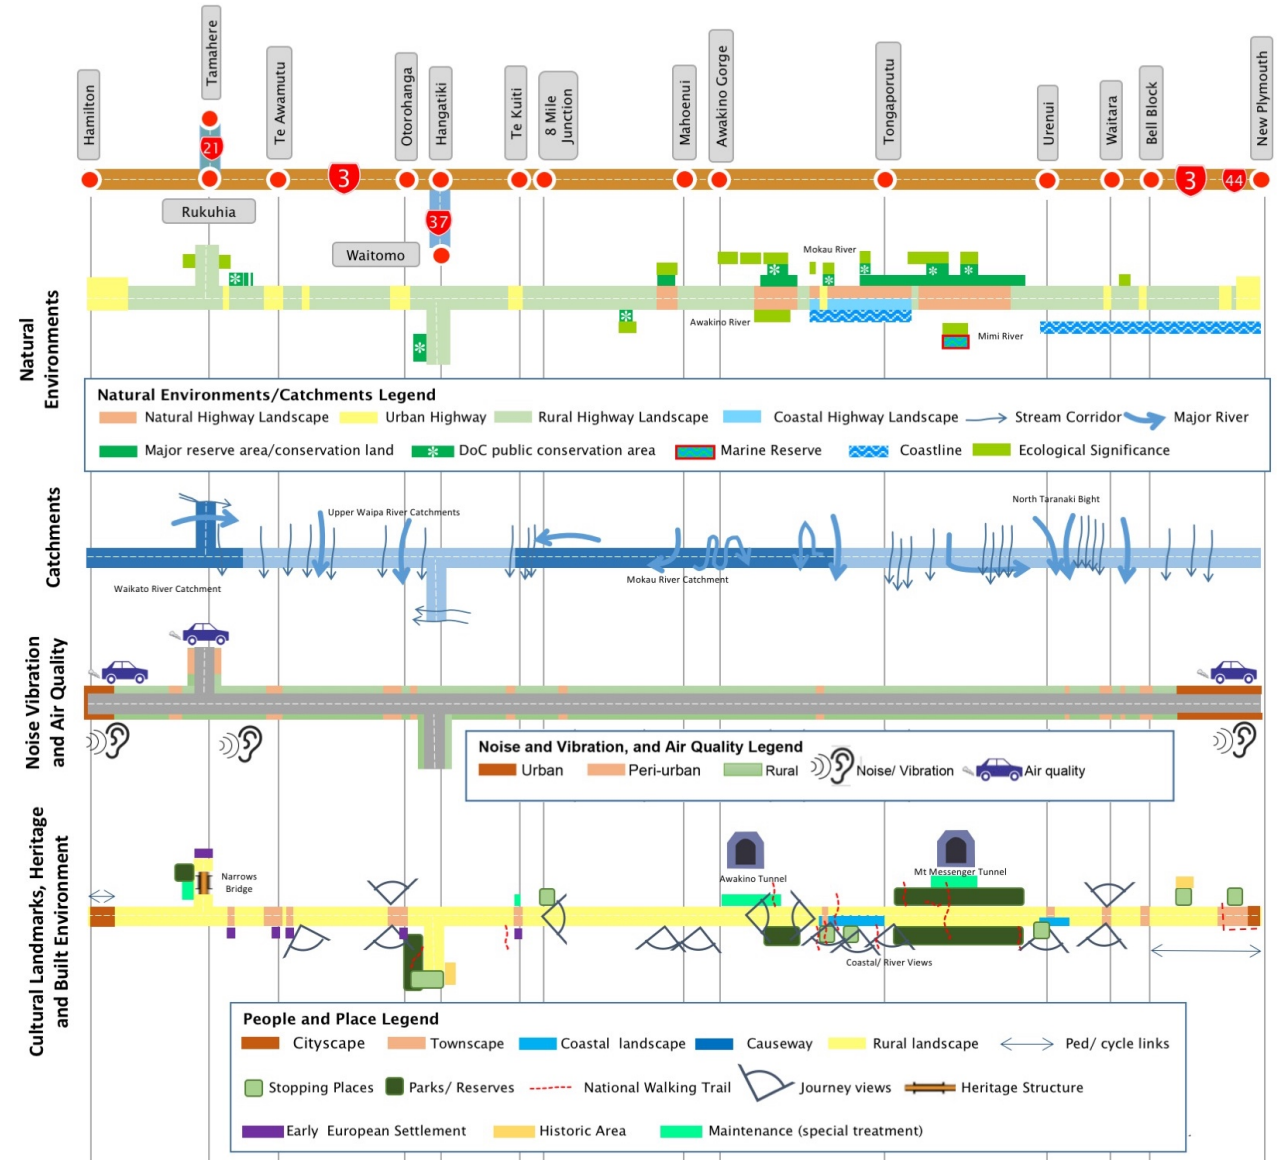 Hamilton
Tamahere
Te Awamutu
Otorohanga
Hangatiki
Te Kuiti
8 Mile
Junction
Mahoenui
Awakino Gorge
Tongaporutu
Urenui
Waitara
Bell Block
New Plymouth
21
3
3
44
Rukuhia
37
Waitomo
Natural
Environments
Mokau River
Awakino River
Mimi River
Natural Environments/Catchments Legend
Natural Highway Landscape
Urban Highway
Rural Highway Landscape
Coastal Highway Landscape
Stream Corridor
Major River
Major reserve area/conservation land
DoC public conservation area
Marine Reserve
Coastline
Ecological Significance
Catchments
Upper Waipa River Catchments
North Taranaki Bight
Waikato River Catchment
Mokau River Catchment
Noise Vibration
and Air Quality
Noise and Vibration, and Air Quality Legend
Urban
Peri-urban
Rural
Noise/ Vibration
Air quality
Cultural Landmarks, Heritage
and Built Environment
Narrows
Bridge
Awakino Tunnel
Mt Messenger Tunnel
Coastal/ River Views
People and Place Legend
Cityscape
Townscape
Coastal landscape
Causeway
Rural landscape
Ped/ cycle links
Stopping Places
Parks/ Reserves
National Walking Trail
Journey views
Heritage Structure
Early European Settlement
Historic Area
Maintenance (special treatment)